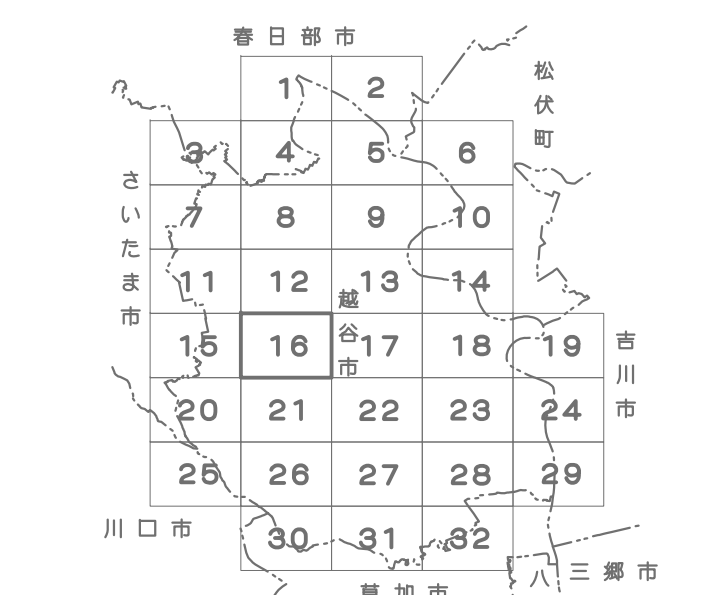 春日部市
1 2
松伏町
3 4 5 6
さいたま市
7 8 9 10
11 12 13 14
越谷市
15 16 17 18 19
吉川市
20 21 22 23 24
25 26 27 28 29
川口市
30 31 32
八
三郷市
草加市